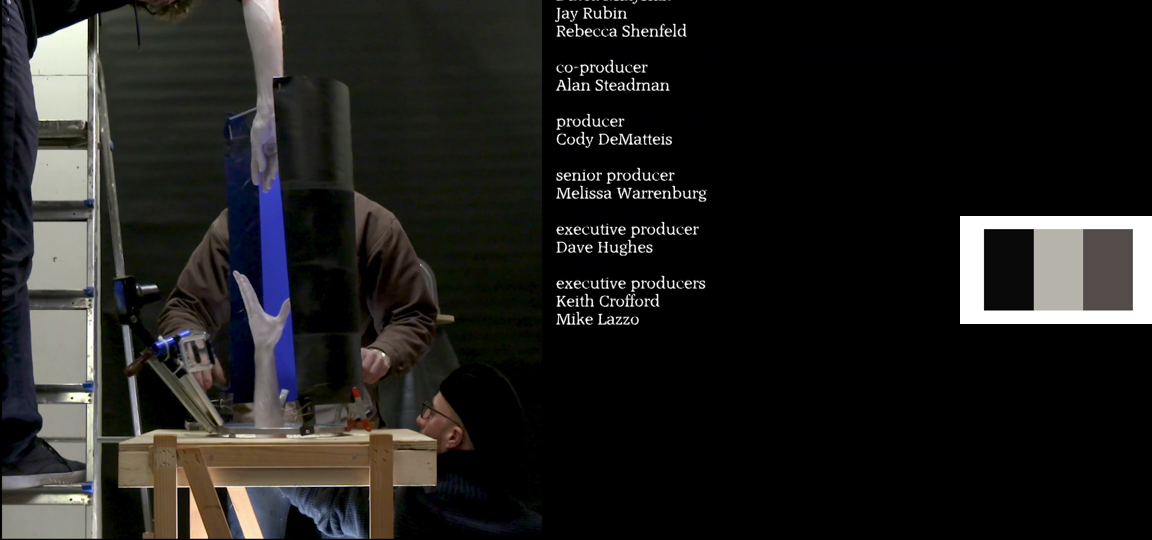 Jay Rubin
Rebecca Shenfeld
co-producer
Alan Steadman
producer
Cody DeMatteis
senior producer
Melissa Warrenburg
executive producer
Dave Hughes
executive producers
Keith Crofford
Mike Lazzo